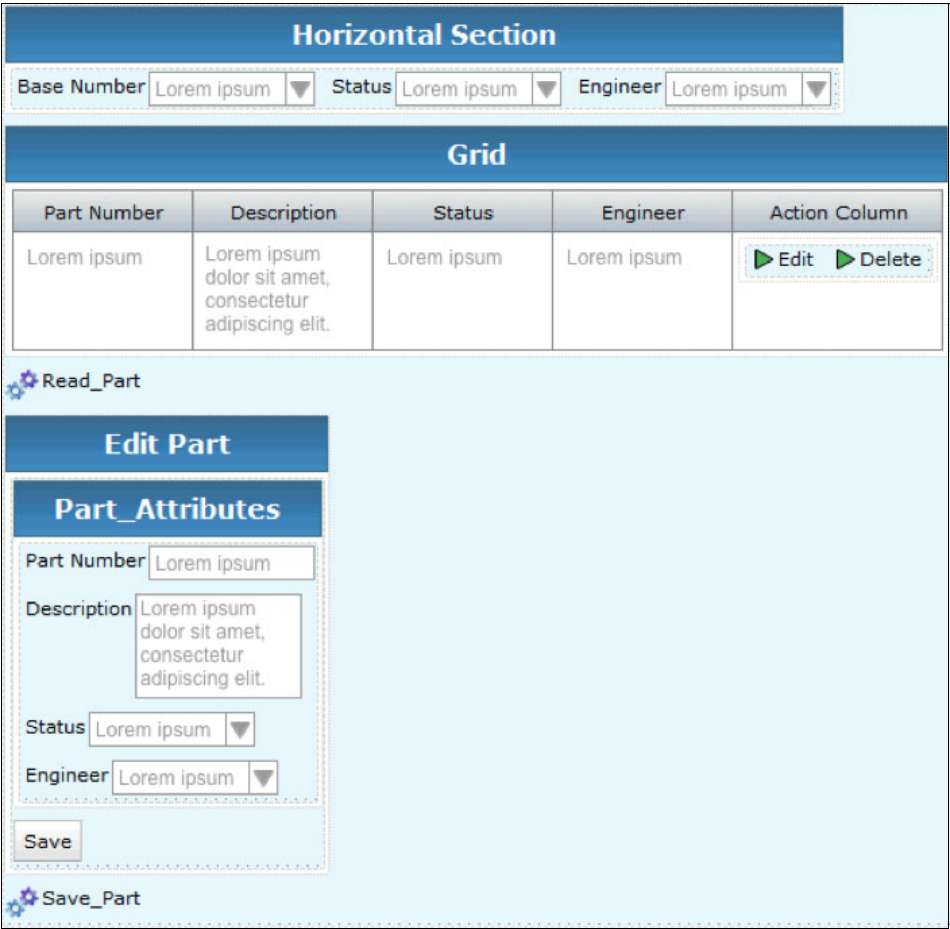 Horizontal Section
Base Number Lorem ipsum Status Lorem ipsum Engineer Lorem ipsum
Grid
Part Number Description Status Engineer Action Column
Lorem ipsum Lorem ipsum Lorem ipsum Lorem ipsum Edit Delete
dolor sit amet,
consectetur
adipiscing elit.
Read_Part
Edit Part
Part_Attributes
Part Number Lorem ipsum
Description Lorem ipsum
dolor sit amet,
consectetur
adipiscing elit.
Status Lorem ipsum
Engineer Lorem ipsum
Save
Save_Part